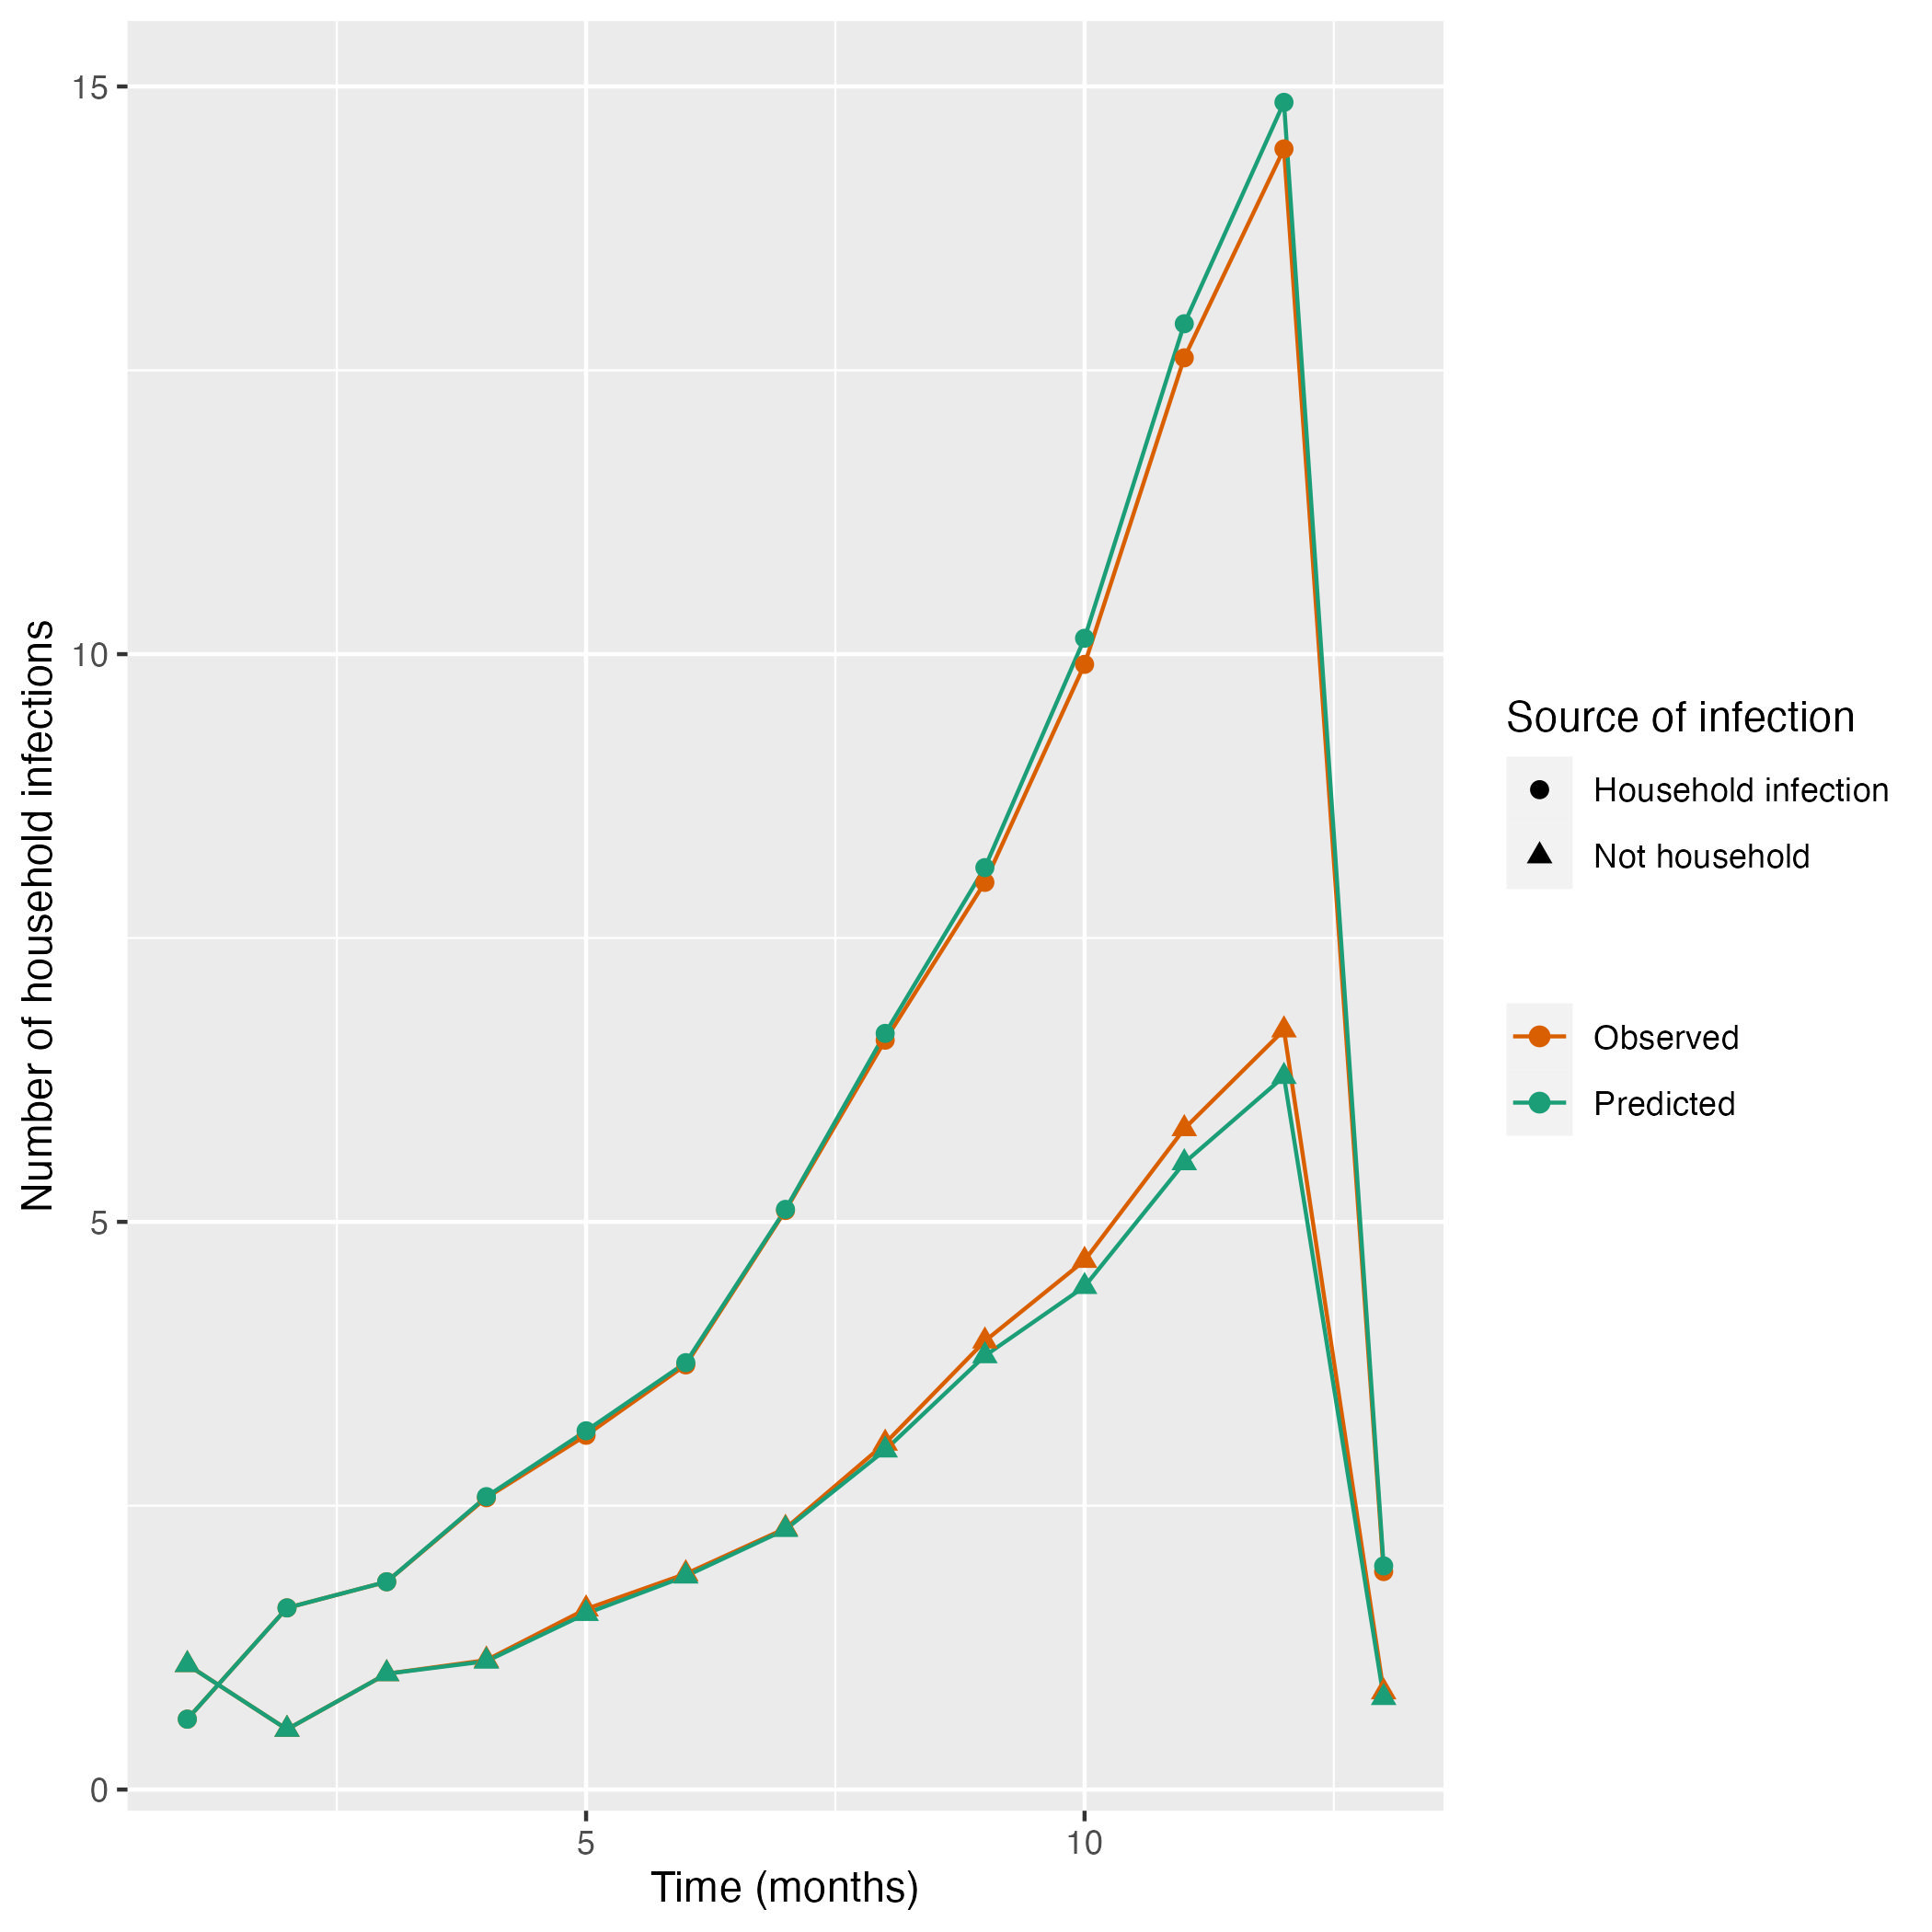 15
10
5
0
5
10
Number of household infections
Time (months)
Source of infection
Household infection
Not household
Observed
Predicted